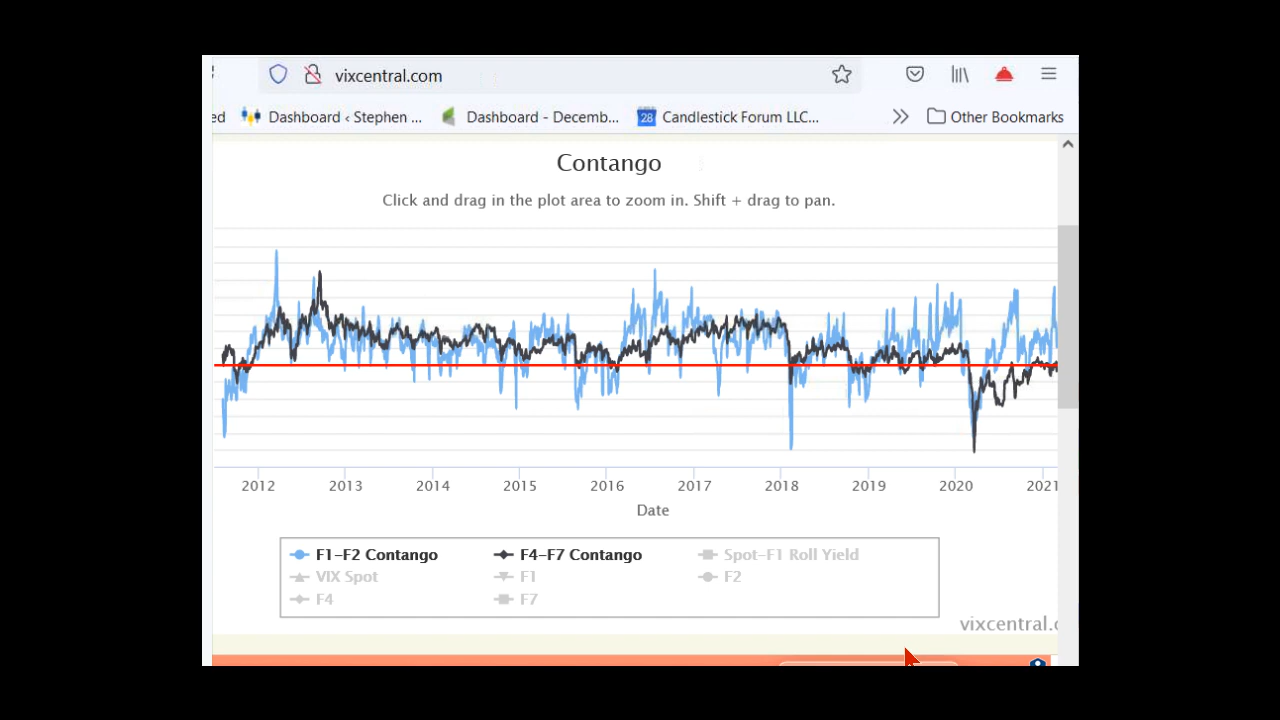 vixcentral.com
ed Dashboard ‹ Stephen ... Dashboard - Decemb... 28 Candlestick Forum LLC... Other Bookmarks
Contango
Click and drag in the plot area to zoom in. Shift + drag to pan.
2012 2013 2014 2015 2016 2017 2018 2019 2020 2021
Date
F1-F2 Contango F4-F7 Contango Spot-F1 Roll Yield
VIX Spot F1 F2
F4 F7
vixcentral.c